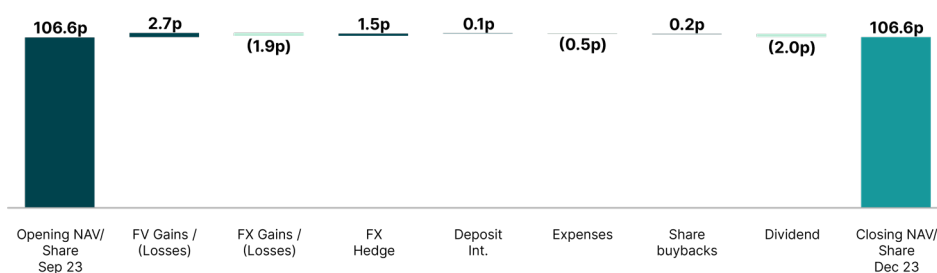 106.6p
2.7p
(1.9p)
1.5p
0.1p
(0.5p)
0.2p
(2.0p)
106.6p
Opening NAV/
Share
Sep 23
FV Gains /
(Losses)
FX Gains /
(Losses)
FX
Hedge
Deposit
Int.
Expenses
Share
buybacks
Dividend
Closing NAV/
Share
Dec 23